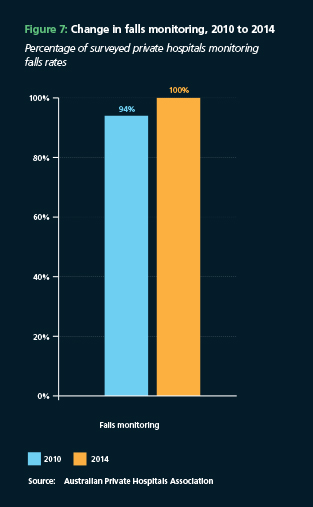 Figure 7: Change in falls monitoring, 2010 to 2014
Percentage of surveyed private hospitals monitoring
falls rates
100%
94%
100%
80%
60%
40%
20%
0%
Falls monitoring
2010
2014
Source: Australian Private Hospitals Association